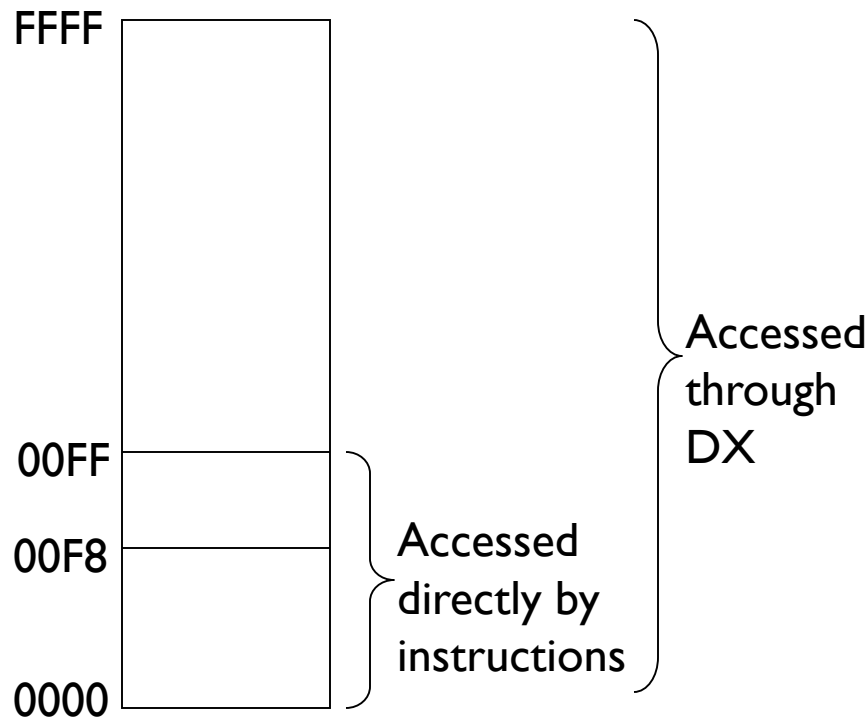 FFFF
Accessed
through
DX
00FF
00F8
Accessed
directly by
instructions
0000